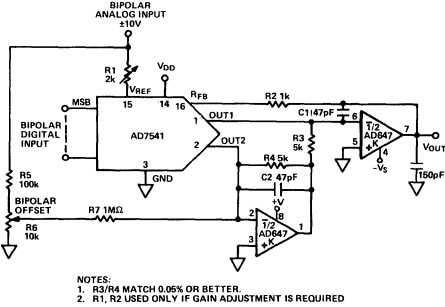 BIPOLAR
ANALOG INPUT
±10V
R1
2k
VREF
VDD
15
14
16
RFB
R2 1k
C1 47pF
MSB
OUT1
1
BIPOLAR
DIGITAL
INPUT
AD7541
OUT2
2
3
GND
R3
5k
R4 5k
C2 47pF
6
7
1/2
AD647
K
5
4
-VS
VOUT
150pF
R5
100k
BIPOLAR
OFFSET
R6
10k
R7 1MΩ
+V
8
2
1/2
AD647
K
3
1
NOTES:
1. R3/R4 MATCH 0.05% OR BETTER.
2. R1, R2 USED ONLY IF GAIN ADJUSTMENT IS REQUIRED